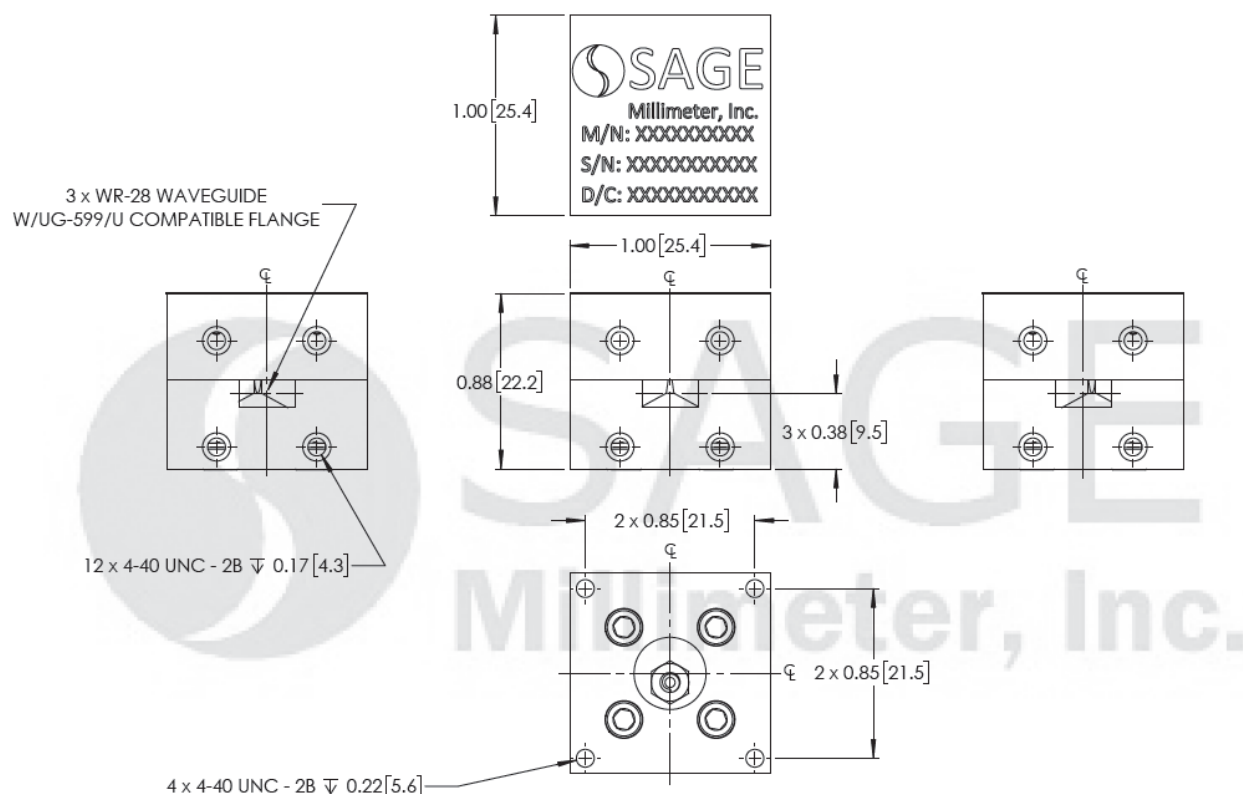 SAGE
Millimeter, Inc.
M/N: XXXXXXXXXX
S/N: XXXXXXXXXXX
D/C: XXXXXXXXXXX
1.00[25.4]
3 x WR-28 WAVEGUIDE
W/UG-599/U COMPATIBLE FLANGE
1.00[25.4]
℄
℄
℄
0.88[22.2]
3 x 0.38[9.5]
12 x 4-40 UNC - 2B ↧ 0.17[4.3]
2 x 0.85[21.5]
℄
℄ 2 x 0.85[21.5]
4 x 4-40 UNC - 2B ↧ 0.22[5.6]
SAGE
Millimeter, Inc.